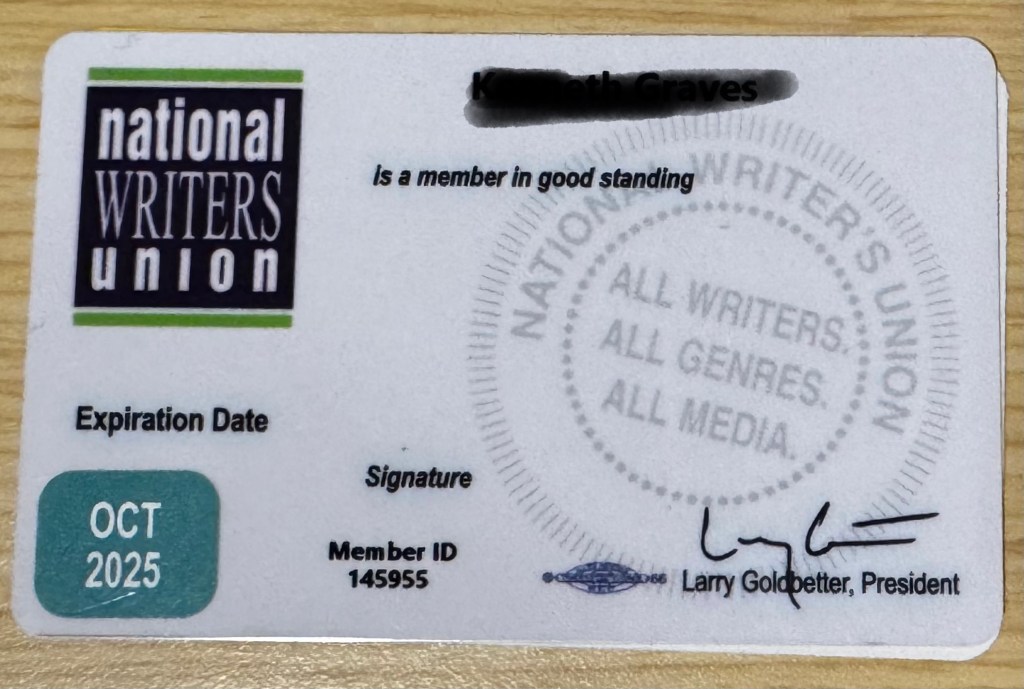 national
WRITERS
union
is a member in good standing
NATIONAL WRITER'S UNION
ALL WRITERS.
ALL GENRES.
ALL MEDIA.
Expiration Date
OCT
2025
Signature
Member ID
145955
Larry Goldbetter, President